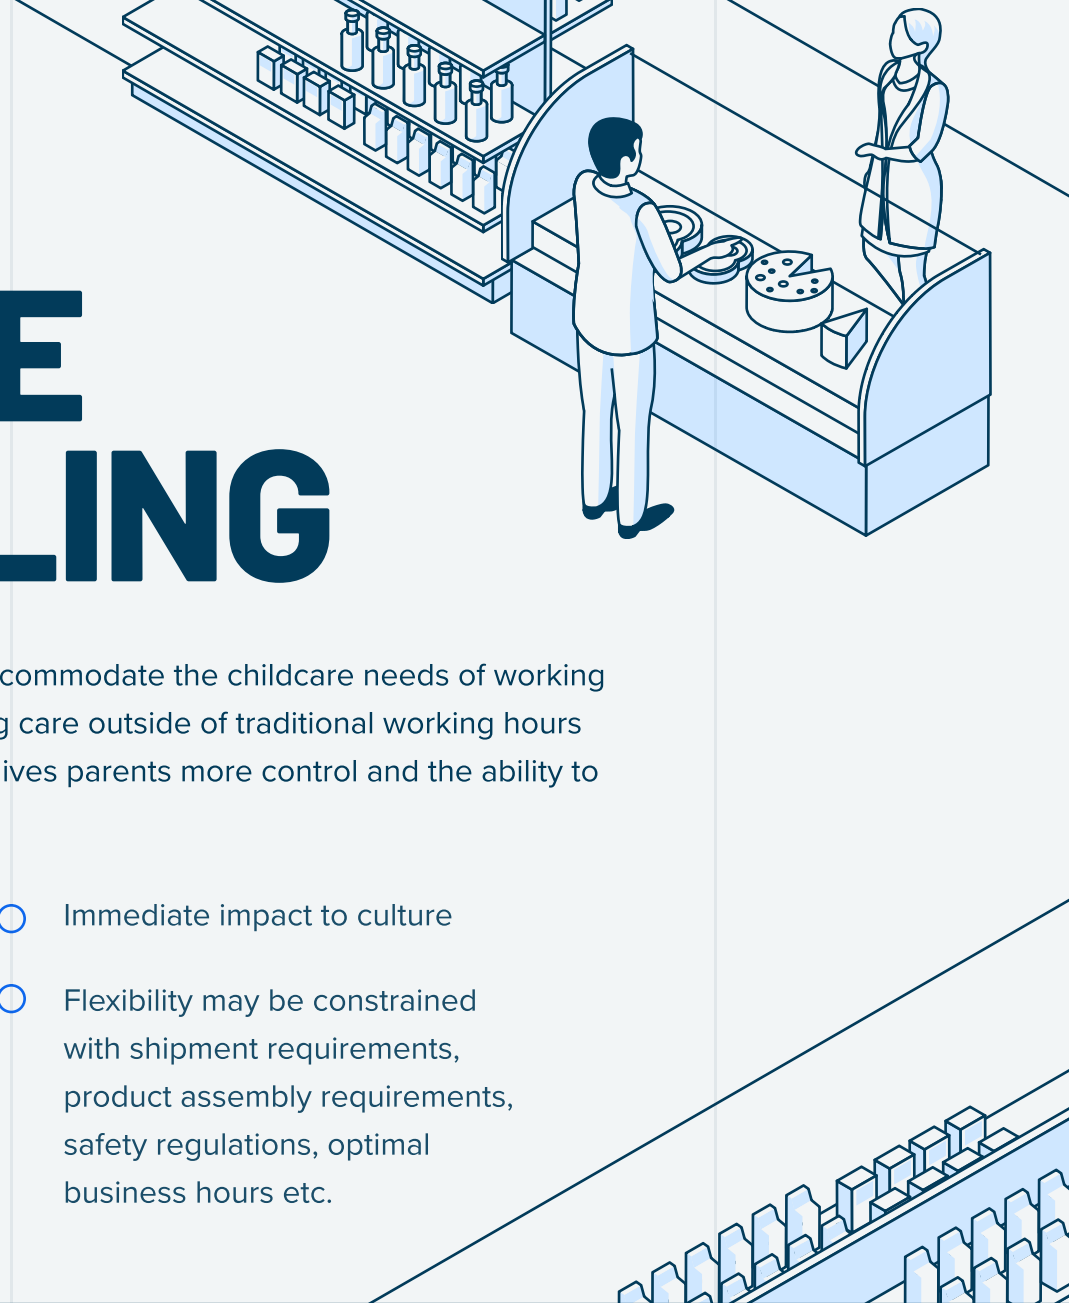 E
LING
commodate the childcare needs of working
g care outside of traditional working hours
ives parents more control and the ability to
Immediate impact to culture
Flexibility may be constrained
with shipment requirements,
product assembly requirements,
safety regulations, optimal
business hours etc.